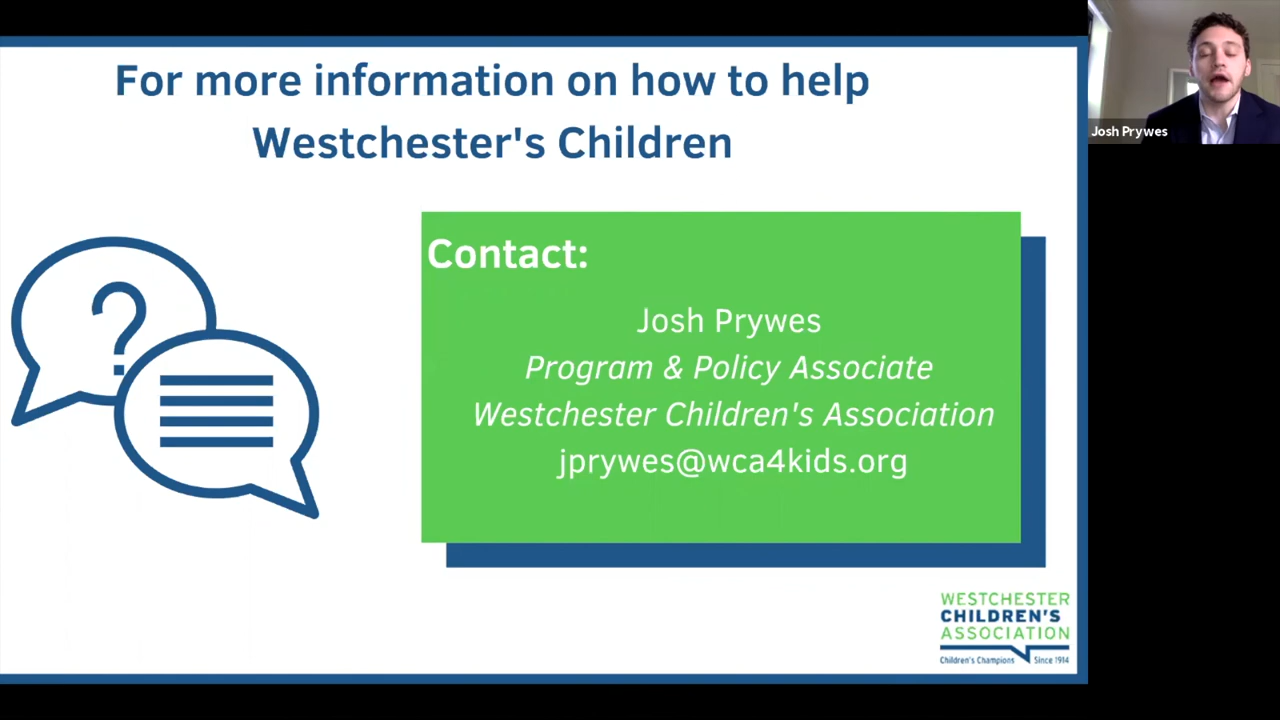 For more information on how to help
Westchester's Children
Contact:
Josh Prywes
Program & Policy Associate
Westchester Children's Association
jprywes@wca4kids.org
WESTCHESTER
CHILDREN'S
ASSOCIATION
Children's Champions Since 1914
Josh Prywes